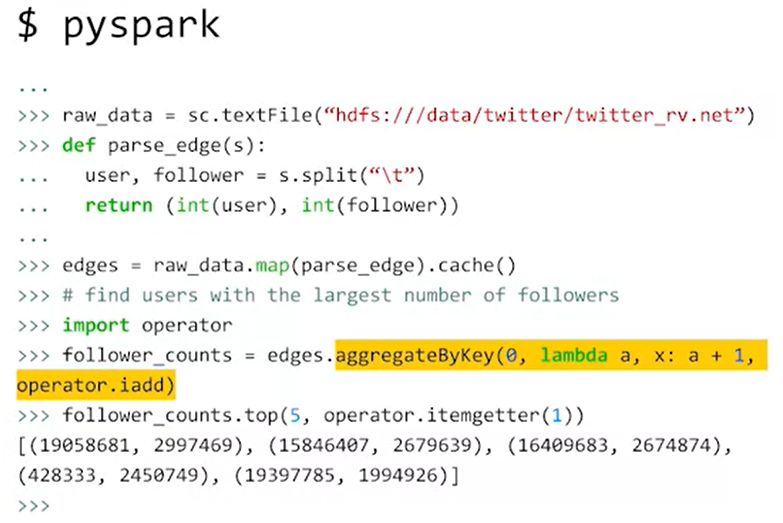 $ pyspark
...
>>> raw_data = sc.textFile(“hdfs:///data/twitter/twitter_rv.net”)
>>> def parse_edge(s):
...   user, follower = s.split(“\t”)
...   return (int(user), int(follower))
...
>>> edges = raw_data.map(parse_edge).cache()
>>> # find users with the largest number of followers
>>> import operator
>>> follower_counts = edges.aggregateByKey(0, lambda a, x: a + 1,
operator.iadd)
>>> follower_counts.top(5, operator.itemgetter(1))
[(19058681, 2997469), (15846407, 2679639), (16409683, 2674874),
(428333, 2450749), (19397785, 1994926)]
>>>